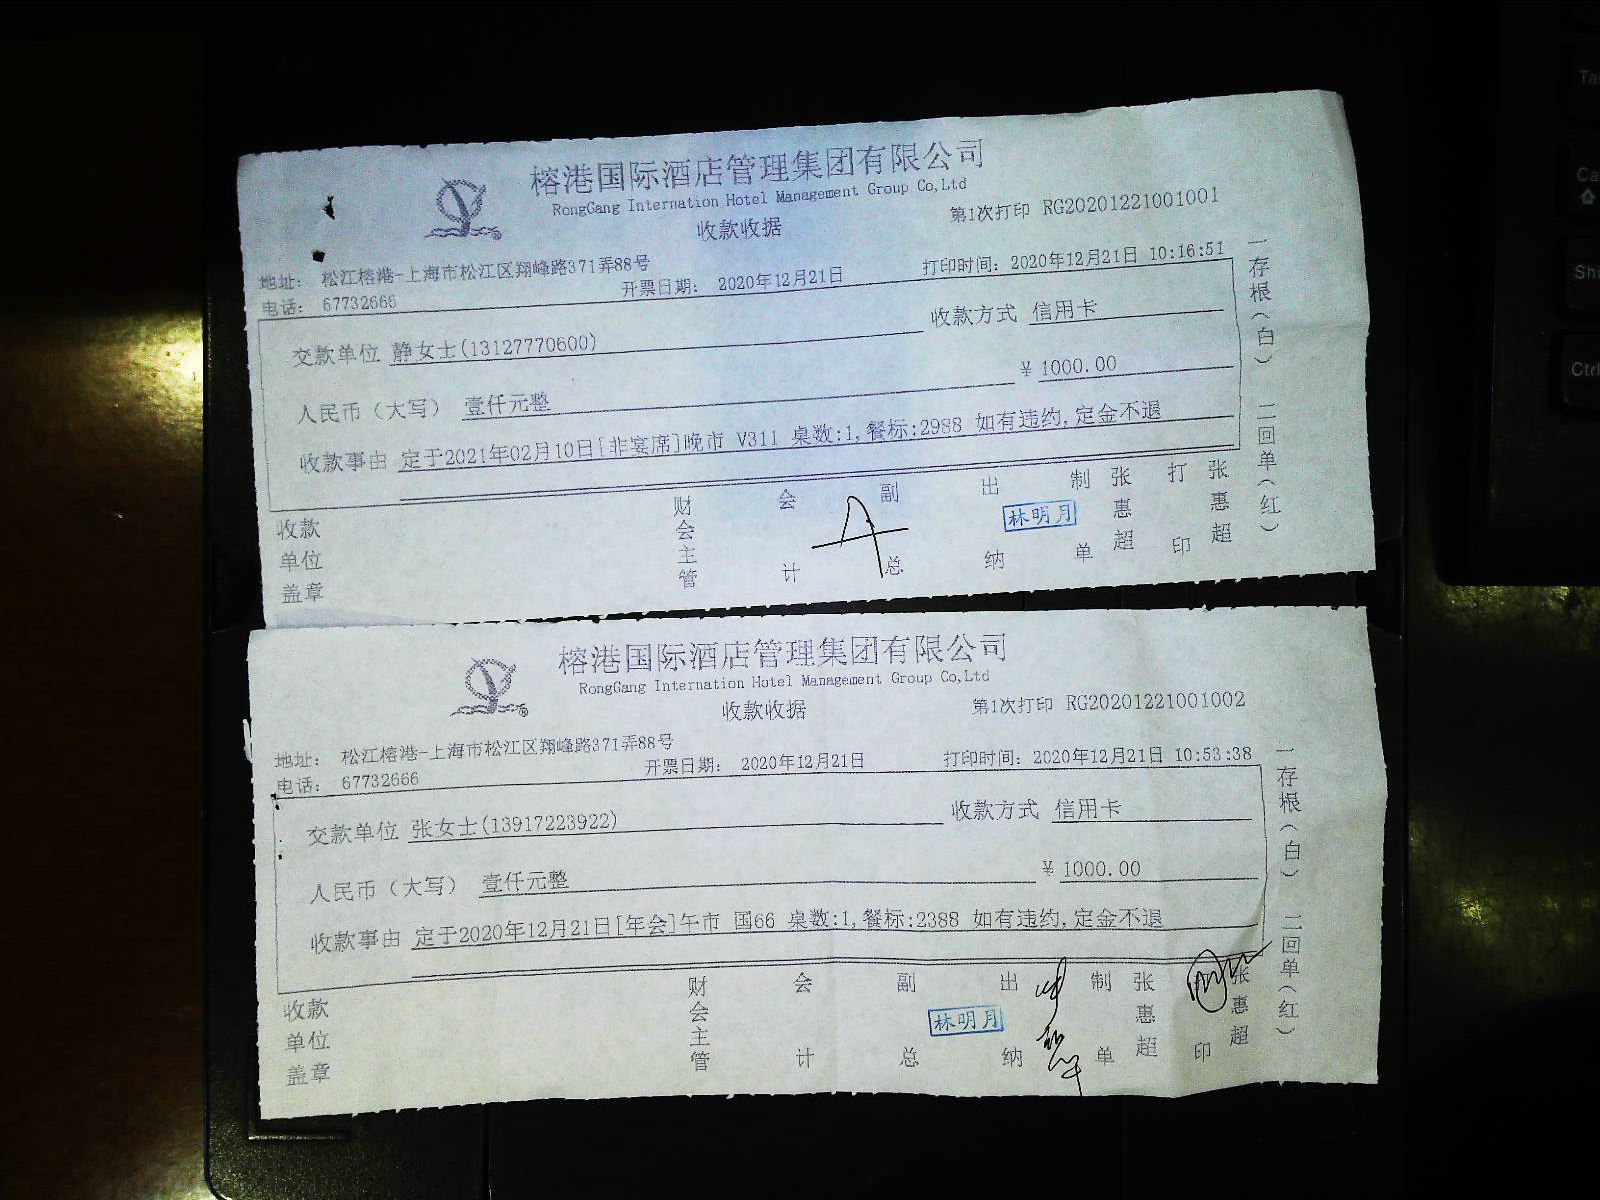 榕港国际酒店管理集团有限公司
RongGang Internation Hotel Management Group Co,Ltd
收款收据
第1次打印 RG20201221001001
地址： 松江榕港-上海市松江区翔峰路371弄88号
电话： 67732666
开票日期： 2020年12月21日
打印时间：2020年12月21日 10:16:51
交款单位 静女士(13127770600)
收款方式 信用卡
人民币（大写） 壹仟元整
¥ 1000.00
收款事由 定于2021年02月10日[非宴席]晚市 V311 桌数:1,餐标:2988 如有违约,定金不退
收款单位盖章
财会主管
会计
副总
出纳
林明月
制单
张惠超
打印
张惠超
一存根（白） 二回单（红）
榕港国际酒店管理集团有限公司
RongGang Internation Hotel Management Group Co,Ltd
收款收据
第1次打印 RG20201221001002
地址： 松江榕港-上海市松江区翔峰路371弄88号
电话： 67732666
开票日期： 2020年12月21日
打印时间：2020年12月21日 10:53:38
交款单位 张女士(13917223922)
收款方式 信用卡
人民币（大写） 壹仟元整
¥ 1000.00
收款事由 定于2020年12月21日[年会]午市 国66 桌数:1,餐标:2388 如有违约,定金不退
收款单位盖章
财会主管
会计
副总
林明月
出纳
制单
张惠超
印
张惠超
一存根（白） 二回单（红）
Ctrl